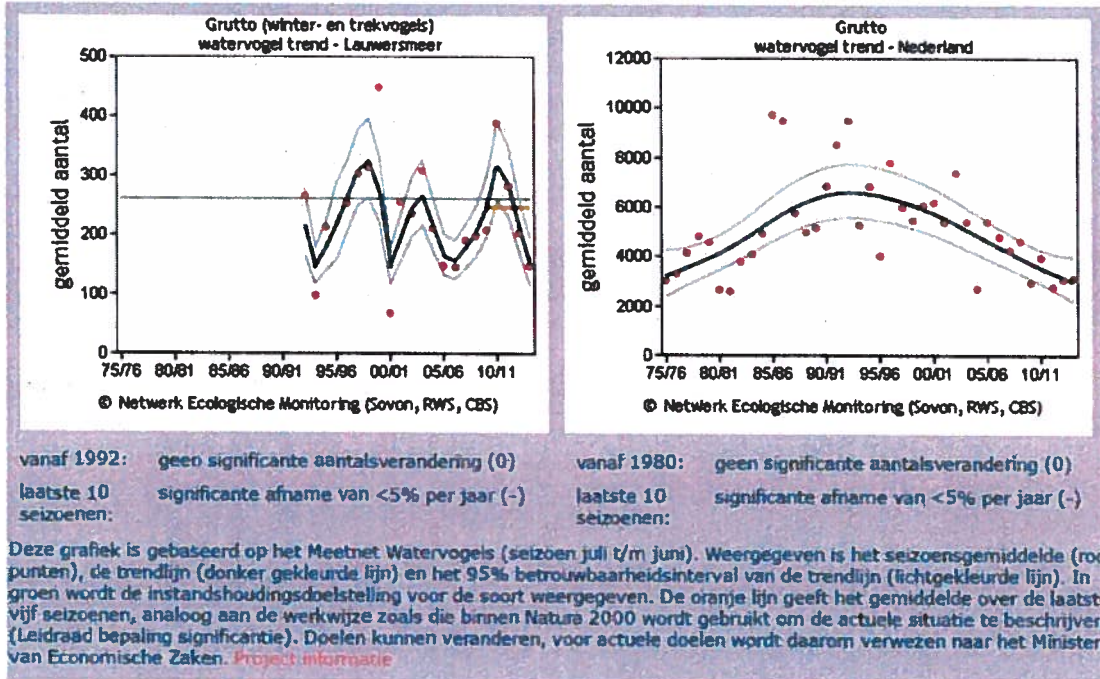 Grutto (winter- en trekvogels)
watervogel trend - Lauwersmeer
500
400
300
200
100
0
gemiddeld aantal
75/76 80/81 85/86 90/91 95/96 00/01 05/06 10/11
© Netwerk Ecologische Monitoring (Sovon, RWS, CBS)
Grutto
watervogel trend - Nederland
12000
10000
8000
6000
4000
2000
0
gemiddeld aantal
75/76 80/81 85/86 90/91 95/96 00/01 05/06 10/11
© Netwerk Ecologische Monitoring (Sovon, RWS, CBS)
vanaf 1992: geen significante aantalsverandering (0)
laatste 10 significante afname van <5% per jaar (-)
seizoenen:
vanaf 1980: geen significante aantalsverandering (0)
laatste 10 significante afname van <5% per jaar (-)
seizoenen:
Deze grafiek is gebaseerd op het Meetnet Watervogels (seizoen juli t/m juni). Weergegeven is het seizoensgemiddelde (roo
punten), de trendlijn (donker gekleurde lijn) en het 95% betrouwbaarheidsinterval van de trendlijn (lichtgekleurde lijn). In
groen wordt de instandshoudingsdoelstelling voor de soort weergegeven. De oranje lijn geeft het gemiddelde over de laatst
vijf seizoenen, analoog aan de werkwijze zoals die binnen Natura 2000 wordt gebruikt om de actuele situatie te beschrijver
(Leidraad bepaling significantie). Doelen kunnen veranderen, voor actuele doelen wordt daarom verwezen naar het Minister
van Economische Zaken. Project informatie